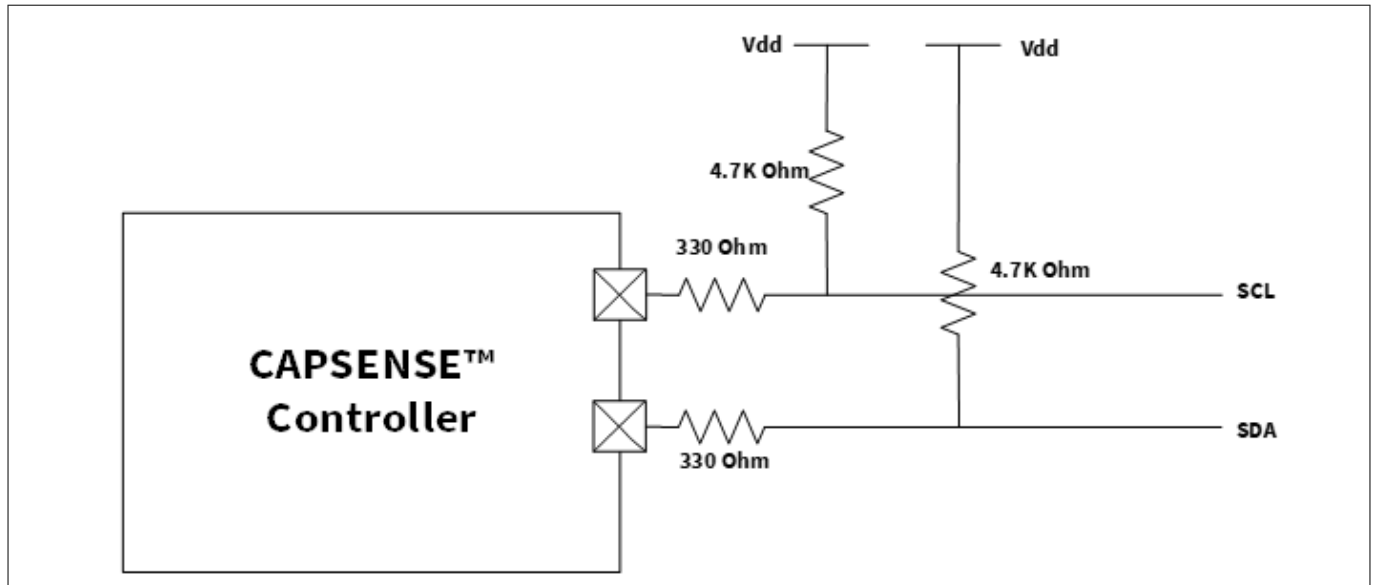 Vdd
Vdd
4.7K Ohm
330 Ohm
4.7K Ohm
SCL
CAPSENSE™
Controller
SDA
330 Ohm